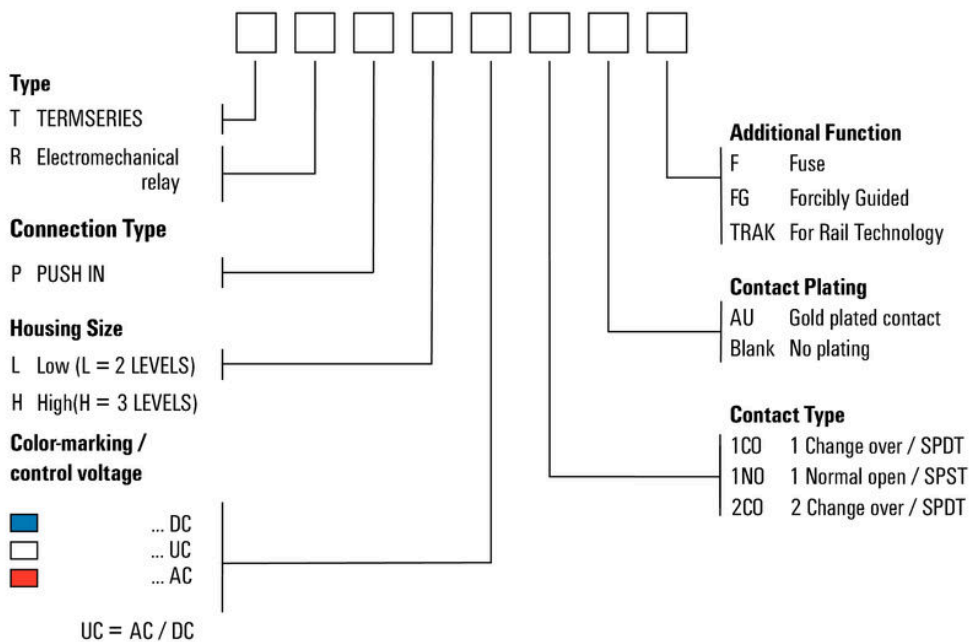 Type
T TERMSERIES
R Electromechanical
relay
Connection Type
P PUSH IN
Housing Size
L Low (L = 2 LEVELS)
H High(H = 3 LEVELS)
Color-marking /
control voltage
... DC
... UC
... AC
UC = AC / DC
Additional Function
F Fuse
FG Forcibly Guided
TRAK For Rail Technology
Contact Plating
AU Gold plated contact
Blank No plating
Contact Type
1CO 1 Change over / SPDT
1NO 1 Normal open / SPST
2CO 2 Change over / SPDT